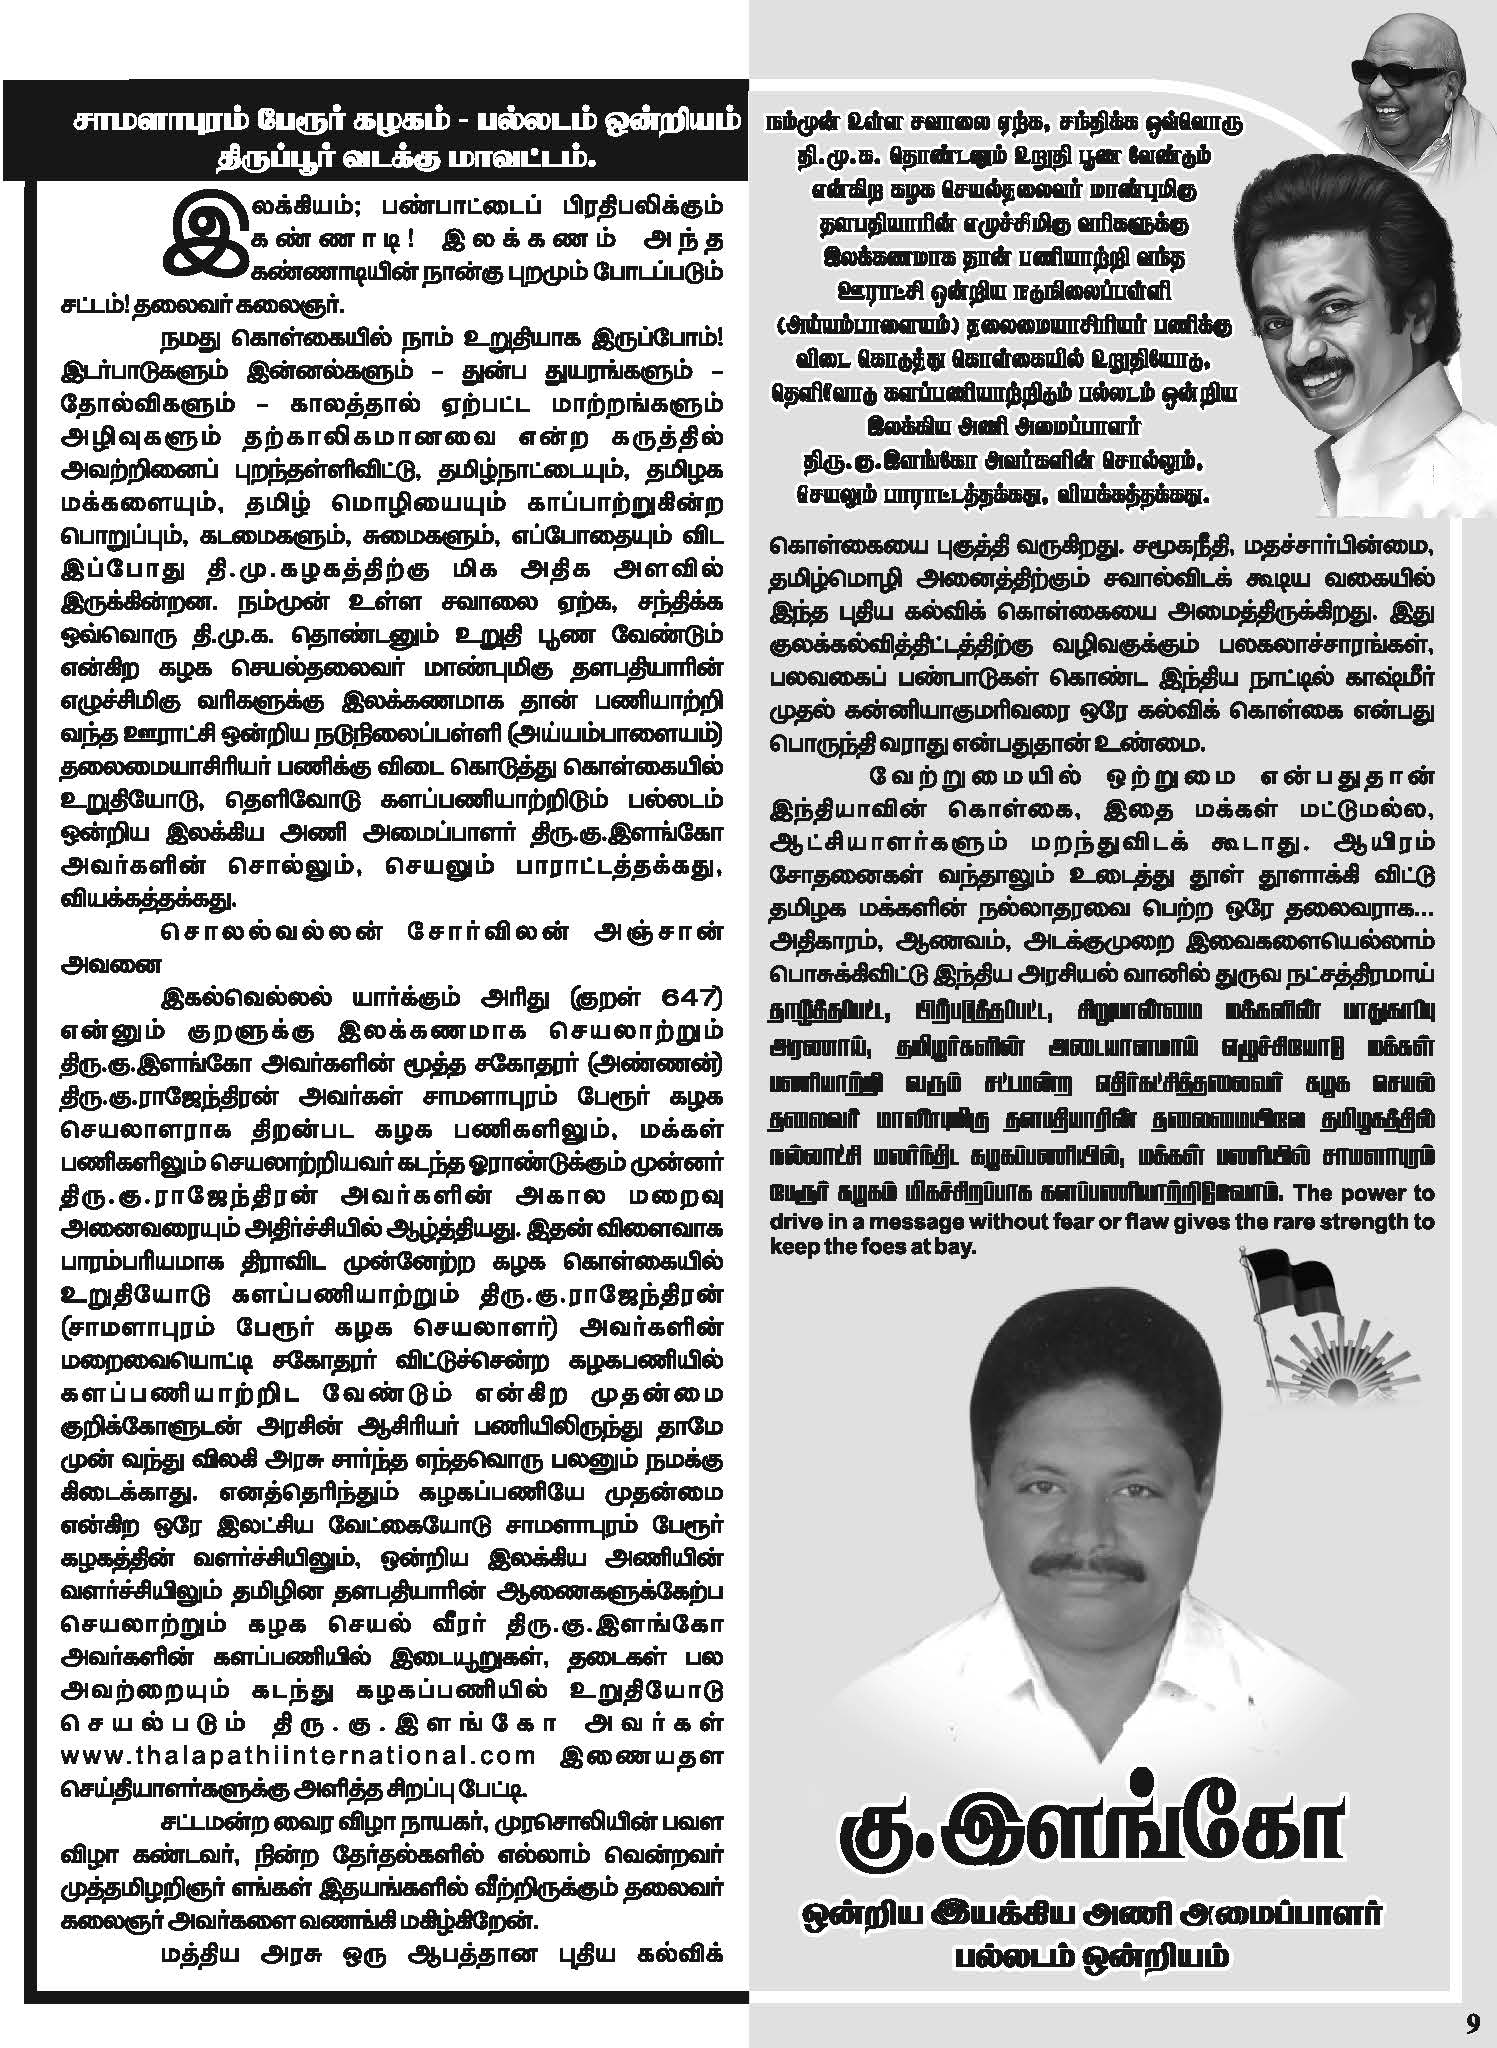 சாமளாபுரம் பேரூர் கழகம் - பல்லடம் ஒன்றியம்
திருப்பூர் வடக்கு மாவட்டம்.
இலக்கியம்; பண்பாட்டைப் பிரதிபலிக்கும்
கண்ணாடி! இலக்கணம் அந்த
கண்ணாடியின் நான்கு புறமும் போடப்படும்
சட்டம்! தலைவர் கலைஞர்.
நமது கொள்கையில் நாம் உறுதியாக இருப்போம்!
இடர்பாடுகளும் இன்னல்களும் – துன்ப துயரங்களும் –
தோல்விகளும் – காலத்தால் ஏற்பட்ட மாற்றங்களும்
அழிவுகளும் தற்காலிகமானவை என்ற கருத்தில்
அவற்றினைப் புறந்தள்ளிவிட்டு, தமிழ்நாட்டையும், தமிழக
மக்களையும், தமிழ் மொழியையும் காப்பாற்றுகின்ற
பொறுப்பும், கடமைகளும், சுமைகளும், எப்போதையும் விட
இப்போது தி.மு.கழகத்திற்கு மிக அதிக அளவில்
இருக்கின்றன. நம்முன் உள்ள சவாலை ஏற்க, சந்திக்க
ஒவ்வொரு தி.மு.க. தொண்டனும் உறுதி பூண வேண்டும்
என்கிற கழக செயல்தலைவர் மாண்புமிகு தளபதியாரின்
எழுச்சிமிகு வரிகளுக்கு இலக்கணமாக தான் பணியாற்றி
வந்த ஊராட்சி ஒன்றிய நடுநிலைப்பள்ளி (அய்யம்பாளையம்)
தலைமையாசிரியர் பணிக்கு விடை கொடுத்து கொள்கையில்
உறுதியோடு, தெளிவோடு களப்பணியாற்றிடும் பல்லடம்
ஒன்றிய இலக்கிய அணி அமைப்பாளர் திரு.கு.இளங்கோ
அவர்களின் சொல்லும், செயலும் பாராட்டத்தக்கது,
வியக்கத்தக்கது.
சொலல்வல்லன் சோர்விலன் அஞ்சான்
அவனை
இகல்வெல்லல் யார்க்கும் அரிது (குறள் 647)
என்னும் குறளுக்கு இலக்கணமாக செயலாற்றும்
திரு.கு.இளங்கோ அவர்களின் மூத்த சகோதரர் (அண்ணன்)
திரு.கு.ராஜேந்திரன் அவர்கள் சாமளாபுரம் பேரூர் கழக
செயலாளராக திறன்பட கழக பணிகளிலும், மக்கள்
பணிகளிலும் செயலாற்றியவர் கடந்த ஓராண்டுக்கும் முன்னர்
திரு.கு.ராஜேந்திரன் அவர்களின் அகால மறைவு
அனைவரையும் அதிர்ச்சியில் ஆழ்த்தியது. இதன் விளைவாக
பாரம்பரியமாக திராவிட முன்னேற்ற கழக கொள்கையில்
உறுதியோடு களப்பணியாற்றும் திரு.கு.ராஜேந்திரன்
(சாமளாபுரம் பேரூர் கழக செயலாளர்) அவர்களின்
மறைவையொட்டி சகோதரர் விட்டுச்சென்ற கழகபணியில்
களப்பணியாற்றிட வேண்டும் என்கிற முதன்மை
குறிக்கோளுடன் அரசின் ஆசிரியர் பணியிலிருந்து தாமே
முன் வந்து விலகி அரசு சார்ந்த எந்தவொரு பலனும் நமக்கு
கிடைக்காது. எனத்தெரிந்தும் கழகப்பணியே முதன்மை
என்கிற ஒரே இலட்சிய வேட்கையோடு சாமளாபுரம் பேரூர்
கழகத்தின் வளர்ச்சியிலும், ஒன்றிய இலக்கிய அணியின்
வளர்ச்சியிலும் தமிழின தளபதியாரின் ஆணைகளுக்கேற்ப
செயலாற்றும் கழக செயல் வீரர் திரு.கு.இளங்கோ
அவர்களின் களப்பணியில் இடையூறுகள், தடைகள் பல
அவற்றையும் கடந்து கழகப்பணியில் உறுதியோடு
செயல்படும் திரு.கு.இளங்கோ அவர்கள்
www.thalapathiinternational.com இணையதள
செய்தியாளர்களுக்கு அளித்த சிறப்பு பேட்டி.
சட்டமன்ற வைர விழா நாயகர், முரசொலியின் பவள
விழா கண்டவர், நின்ற தேர்தல்களில் எல்லாம் வென்றவர்
முத்தமிழறிஞர் எங்கள் இதயங்களில் வீற்றிருக்கும் தலைவர்
கலைஞர் அவர்களை வணங்கி மகிழ்கிறேன்.
மத்திய அரசு ஒரு ஆபத்தான புதிய கல்விக்
நம்முன் உள்ள சவாலை ஏற்க, சந்திக்க ஒவ்வொரு
தி.மு.க. தொண்டனும் உறுதி பூண வேண்டும்
என்கிற கழக செயல்தலைவர் மாண்புமிகு
தளபதியாரின் எழுச்சிமிகு வரிகளுக்கு
இலக்கணமாக தான் பணியாற்றி வந்த
ஊராட்சி ஒன்றிய நடுநிலைப்பள்ளி
(அய்யம்பாளையம்) தலைமையாசிரியர் பணிக்கு
விடை கொடுத்து கொள்கையில் உறுதியோடு,
தெளிவோடு களப்பணியாற்றிடும் பல்லடம் ஒன்றிய
இலக்கிய அணி அமைப்பாளர்
திரு.கு.இளங்கோ அவர்களின் சொல்லும்,
செயலும் பாராட்டத்தக்கது, வியக்கத்தக்கது.
கொள்கையை புகுத்தி வருகிறது. சமூகநீதி, மதச்சார்பின்மை,
தமிழ்மொழி அனைத்திற்கும் சவால்விடக் கூடிய வகையில்
இந்த புதிய கல்விக் கொள்கையை அமைத்திருக்கிறது. இது
குலக்கல்வித்திட்டத்திற்கு வழிவகுக்கும் பலகலாச்சாரங்கள்,
பலவகைப் பண்பாடுகள் கொண்ட இந்திய நாட்டில் காஷ்மீர்
முதல் கன்னியாகுமரிவரை ஒரே கல்விக் கொள்கை என்பது
பொருந்தி வராது என்பதுதான் உண்மை.
வேற்றுமையில் ஒற்றுமை என்பதுதான்
இந்தியாவின் கொள்கை, இதை மக்கள் மட்டுமல்ல,
ஆட்சியாளர்களும் மறந்துவிடக் கூடாது. ஆயிரம்
சோதனைகள் வந்தாலும் உடைத்து தூள் தூளாக்கி விட்டு
தமிழக மக்களின் நல்லாதரவை பெற்ற ஒரே தலைவராக...
அதிகாரம், ஆணவம், அடக்குமுறை இவைகளையெல்லாம்
பொசுக்கிவிட்டு இந்திய அரசியல் வானில் துருவ நட்சத்திரமாய்
தாழ்த்தப்பட்ட, பிற்படுத்தப்பட்ட, சிறுபான்மை மக்களின் பாதுகாப்பு
அரணாய், தமிழர்களின் அடையாளமாய் எழுச்சியோடு மக்கள்
பணியாற்றி வரும் சட்டமன்ற எதிர்கட்சித்தலைவர் கழக செயல்
தலைவர் மாண்புமிகு தளபதியாரின் தலைமையிலே தமிழகத்தில்
நல்லாட்சி மலர்ந்திட கழகப்பணியில், மக்கள் பணியில் சாமளாபுரம்
பேரூர் கழகம் மிகச்சிறப்பாக களப்பணியாற்றிடுவோம். The power to
drive in a message without fear or flaw gives the rare strength to
keep the foes at bay.
கு.இளங்கோ
ஒன்றிய இயக்கிய அணி அமைப்பாளர்
பல்லடம் ஒன்றியம்
9